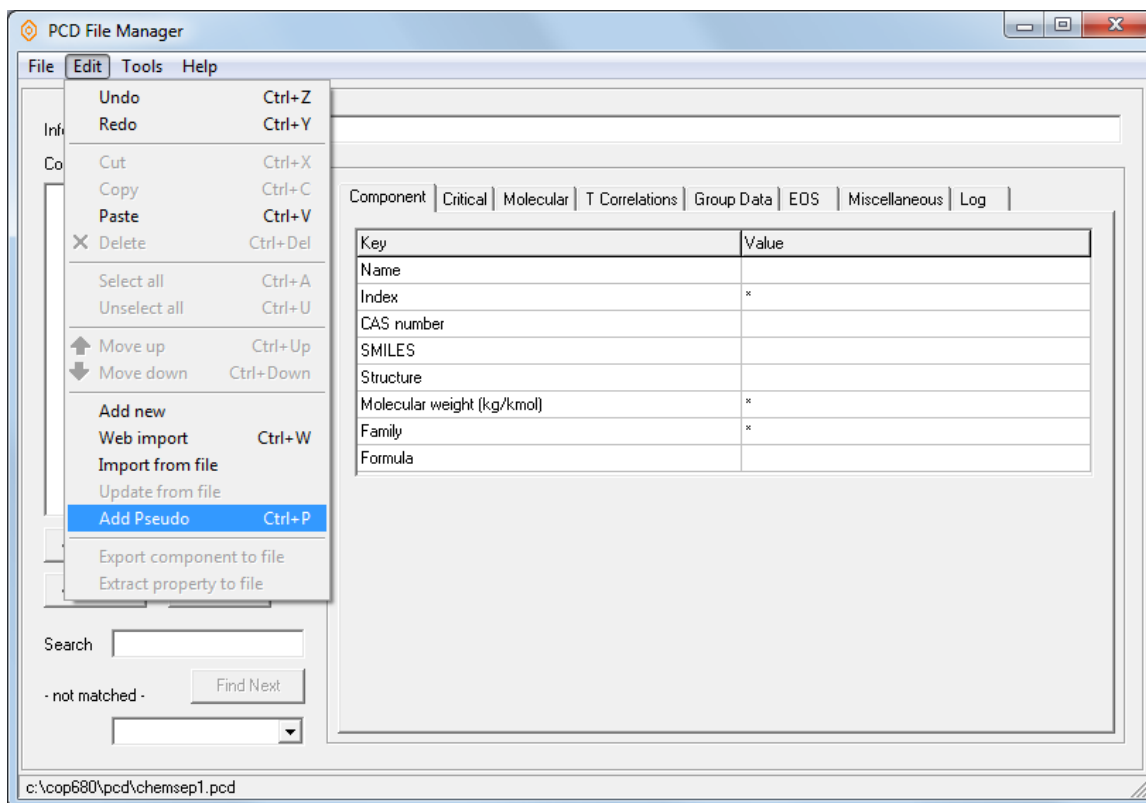 PCD File Manager
File Edit Tools Help
Undo Ctrl+Z
Redo Ctrl+Y
Cut Ctrl+X
Copy Ctrl+C
Paste Ctrl+V
Delete Ctrl+Del
Select all Ctrl+A
Unselect all Ctrl+U
Move up Ctrl+Up
Move down Ctrl+Down
Add new
Web import Ctrl+W
Import from file
Update from file
Add Pseudo Ctrl+P
Export component to file
Extract property to file
Component Critical Molecular T Correlations Group Data EOS Miscellaneous Log
Key Value
Name
Index *
CAS number
SMILES
Structure
Molecular weight (kg/kmol) *
Family *
Formula
Search
- not matched - Find Next
c:\cop680\pcd\chemsep1.pcd